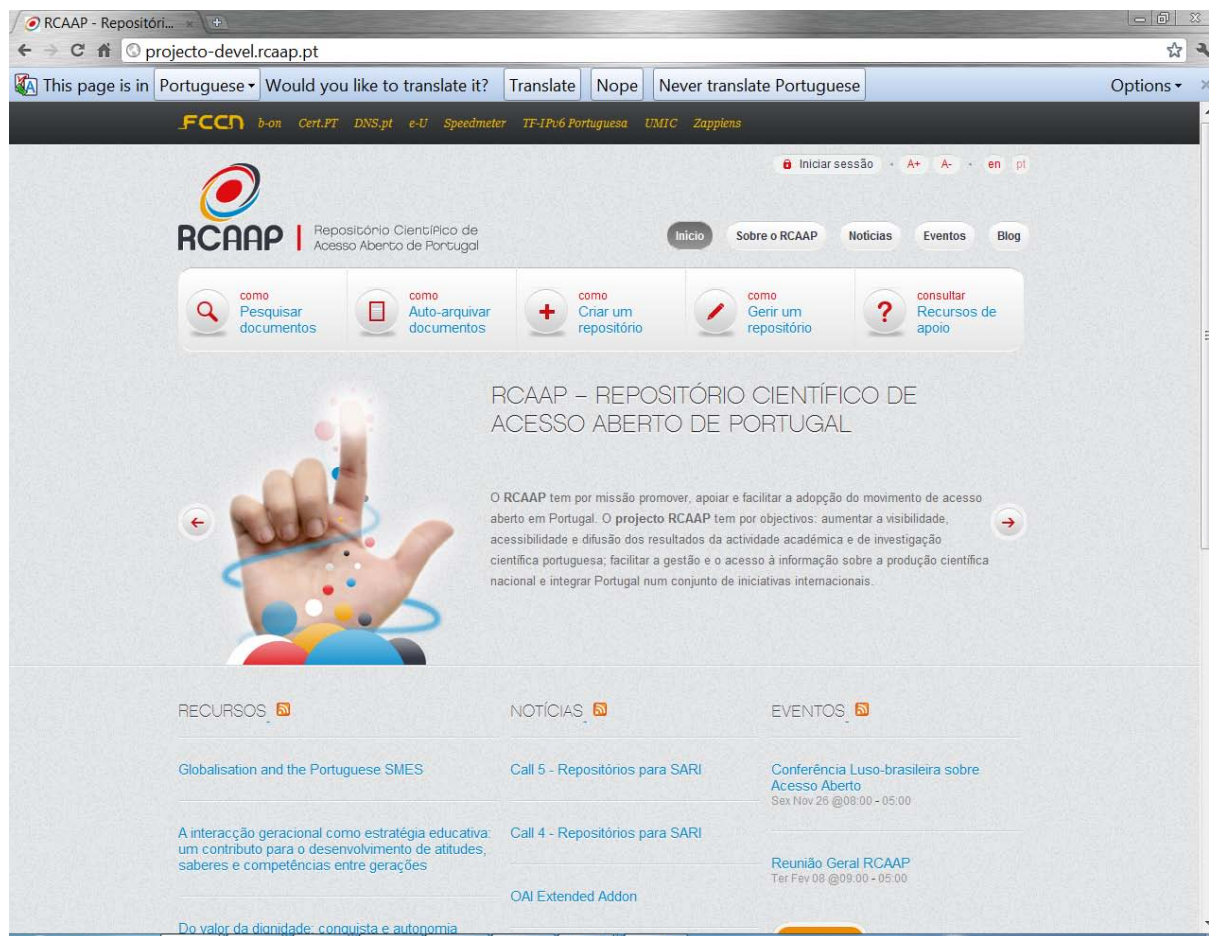 RCAAP - Repositóri...
projecto-devel.rcaap.pt
This page is in Portuguese Would you like to translate it? Translate Nope Never translate Portuguese Options
FCCN b-on Cert.PT DNS.pt e-U Speedmeter TF-IPv6 Portuguesa UMIC Zappiens
Iniciar sessão A+ A- en pt
RCAAP
Repositório Científico de
Acesso Aberto de Portugal
Inicio Sobre o RCAAP Noticias Eventos Blog
como
Pesquisar
documentos
como
Auto-arquivar
documentos
como
Criar um
repositório
como
Gerir um
repositório
consultar
Recursos de
apoio
RCAAP – REPOSITÓRIO CIENTÍFICO DE
ACESSO ABERTO DE PORTUGAL
O RCAAP tem por missão promover, apoiar e facilitar a adopção do movimento de acesso
aberto em Portugal. O projecto RCAAP tem por objectivos: aumentar a visibilidade,
acessibilidade e difusão dos resultados da actividade académica e de investigação
científica portuguesa; facilitar a gestão e o acesso à informação sobre a produção científica
nacional e integrar Portugal num conjunto de iniciativas internacionais.
RECURSOS
Globalisation and the Portuguese SMES
A interacção geracional como estratégia educativa:
um contributo para o desenvolvimento de atitudes,
saberes e competências entre gerações
Do valor da dignidade: conquista e autonomia
NOTÍCIAS
Call 5 - Repositórios para SARI
Call 4 - Repositórios para SARI
OAI Extended Addon
EVENTOS
Conferência Luso-brasileira sobre
Acesso Aberto
Sex Nov 26 @08:00 - 05:00
Reunião Geral RCAAP
Ter Fev 08 @09:00 - 05:00